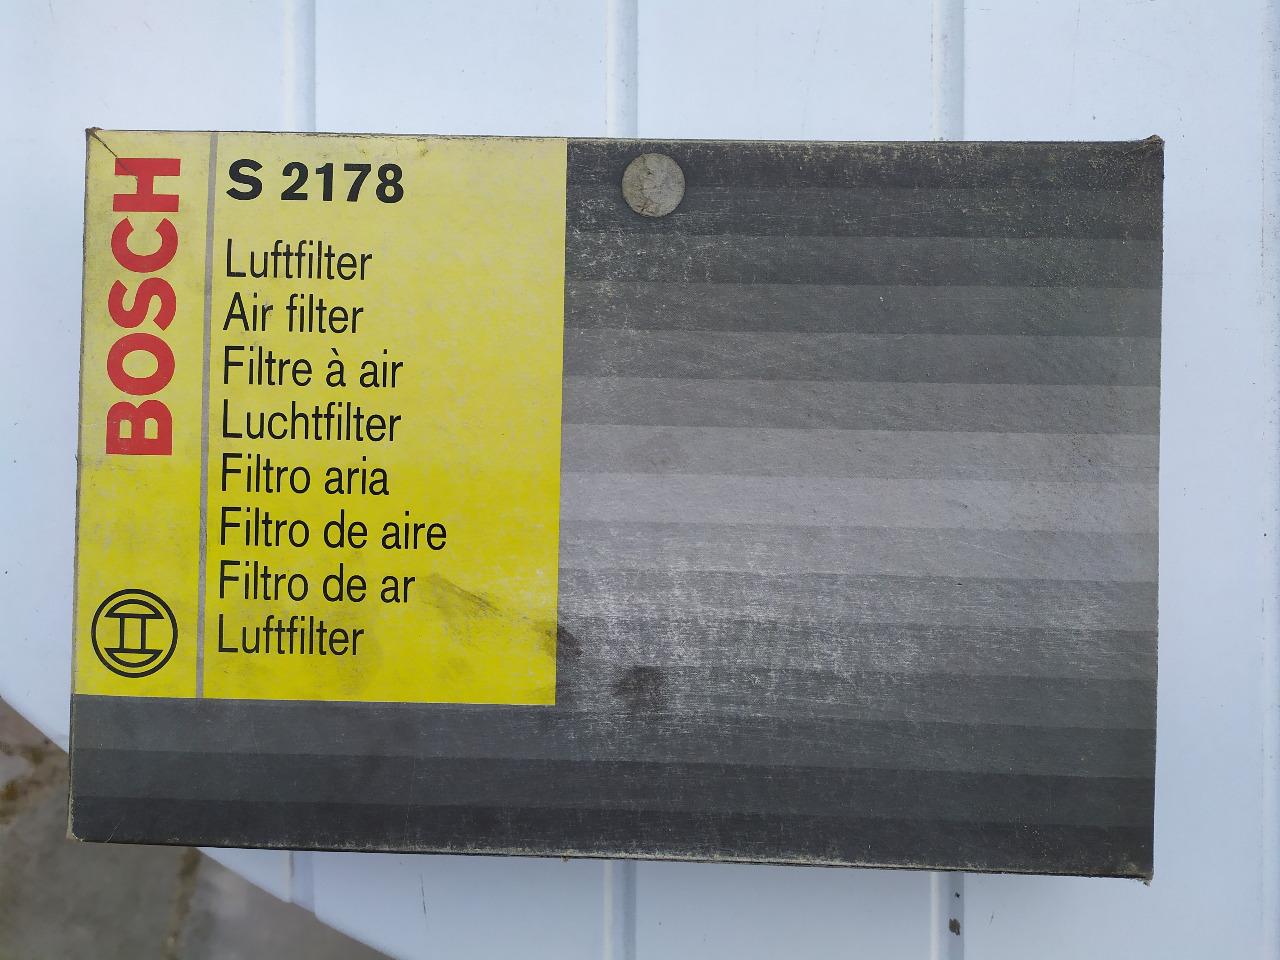 BOSCH
S 2178
Luftfilter
Air filter
Filtre à air
Luchtfilter
Filtro aria
Filtro de aire
Filtro de ar
Luftfilter